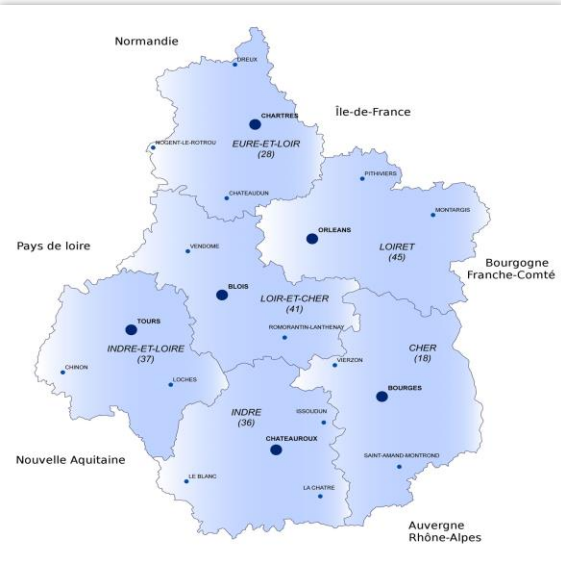 Normandie
DREUX
CHARTRES
Île-de-France
NOGENT-LE-ROTROU
EURE-ET-LOIR
(28)
PITHIVIERS
CHATEAUDUN
MONTARGIS
ORLEANS
Pays de loire
VENDOME
LOIRET
(45)
Bourgogne
Franche-Comté
BLOIS
LOIR-ET-CHER
(41)
TOURS
ROMORANTIN-LANTHENAY
INDRE-ET-LOIRE
(37)
CHER
(18)
VIERZON
CHINON
LOCHES
BOURGES
INDRE
(36)
ISSOUDUN
CHATEAUROUX
Nouvelle Aquitaine
SAINT-AMAND-MONTROND
LE BLANC
LA CHATRE
Auvergne
Rhône-Alpes